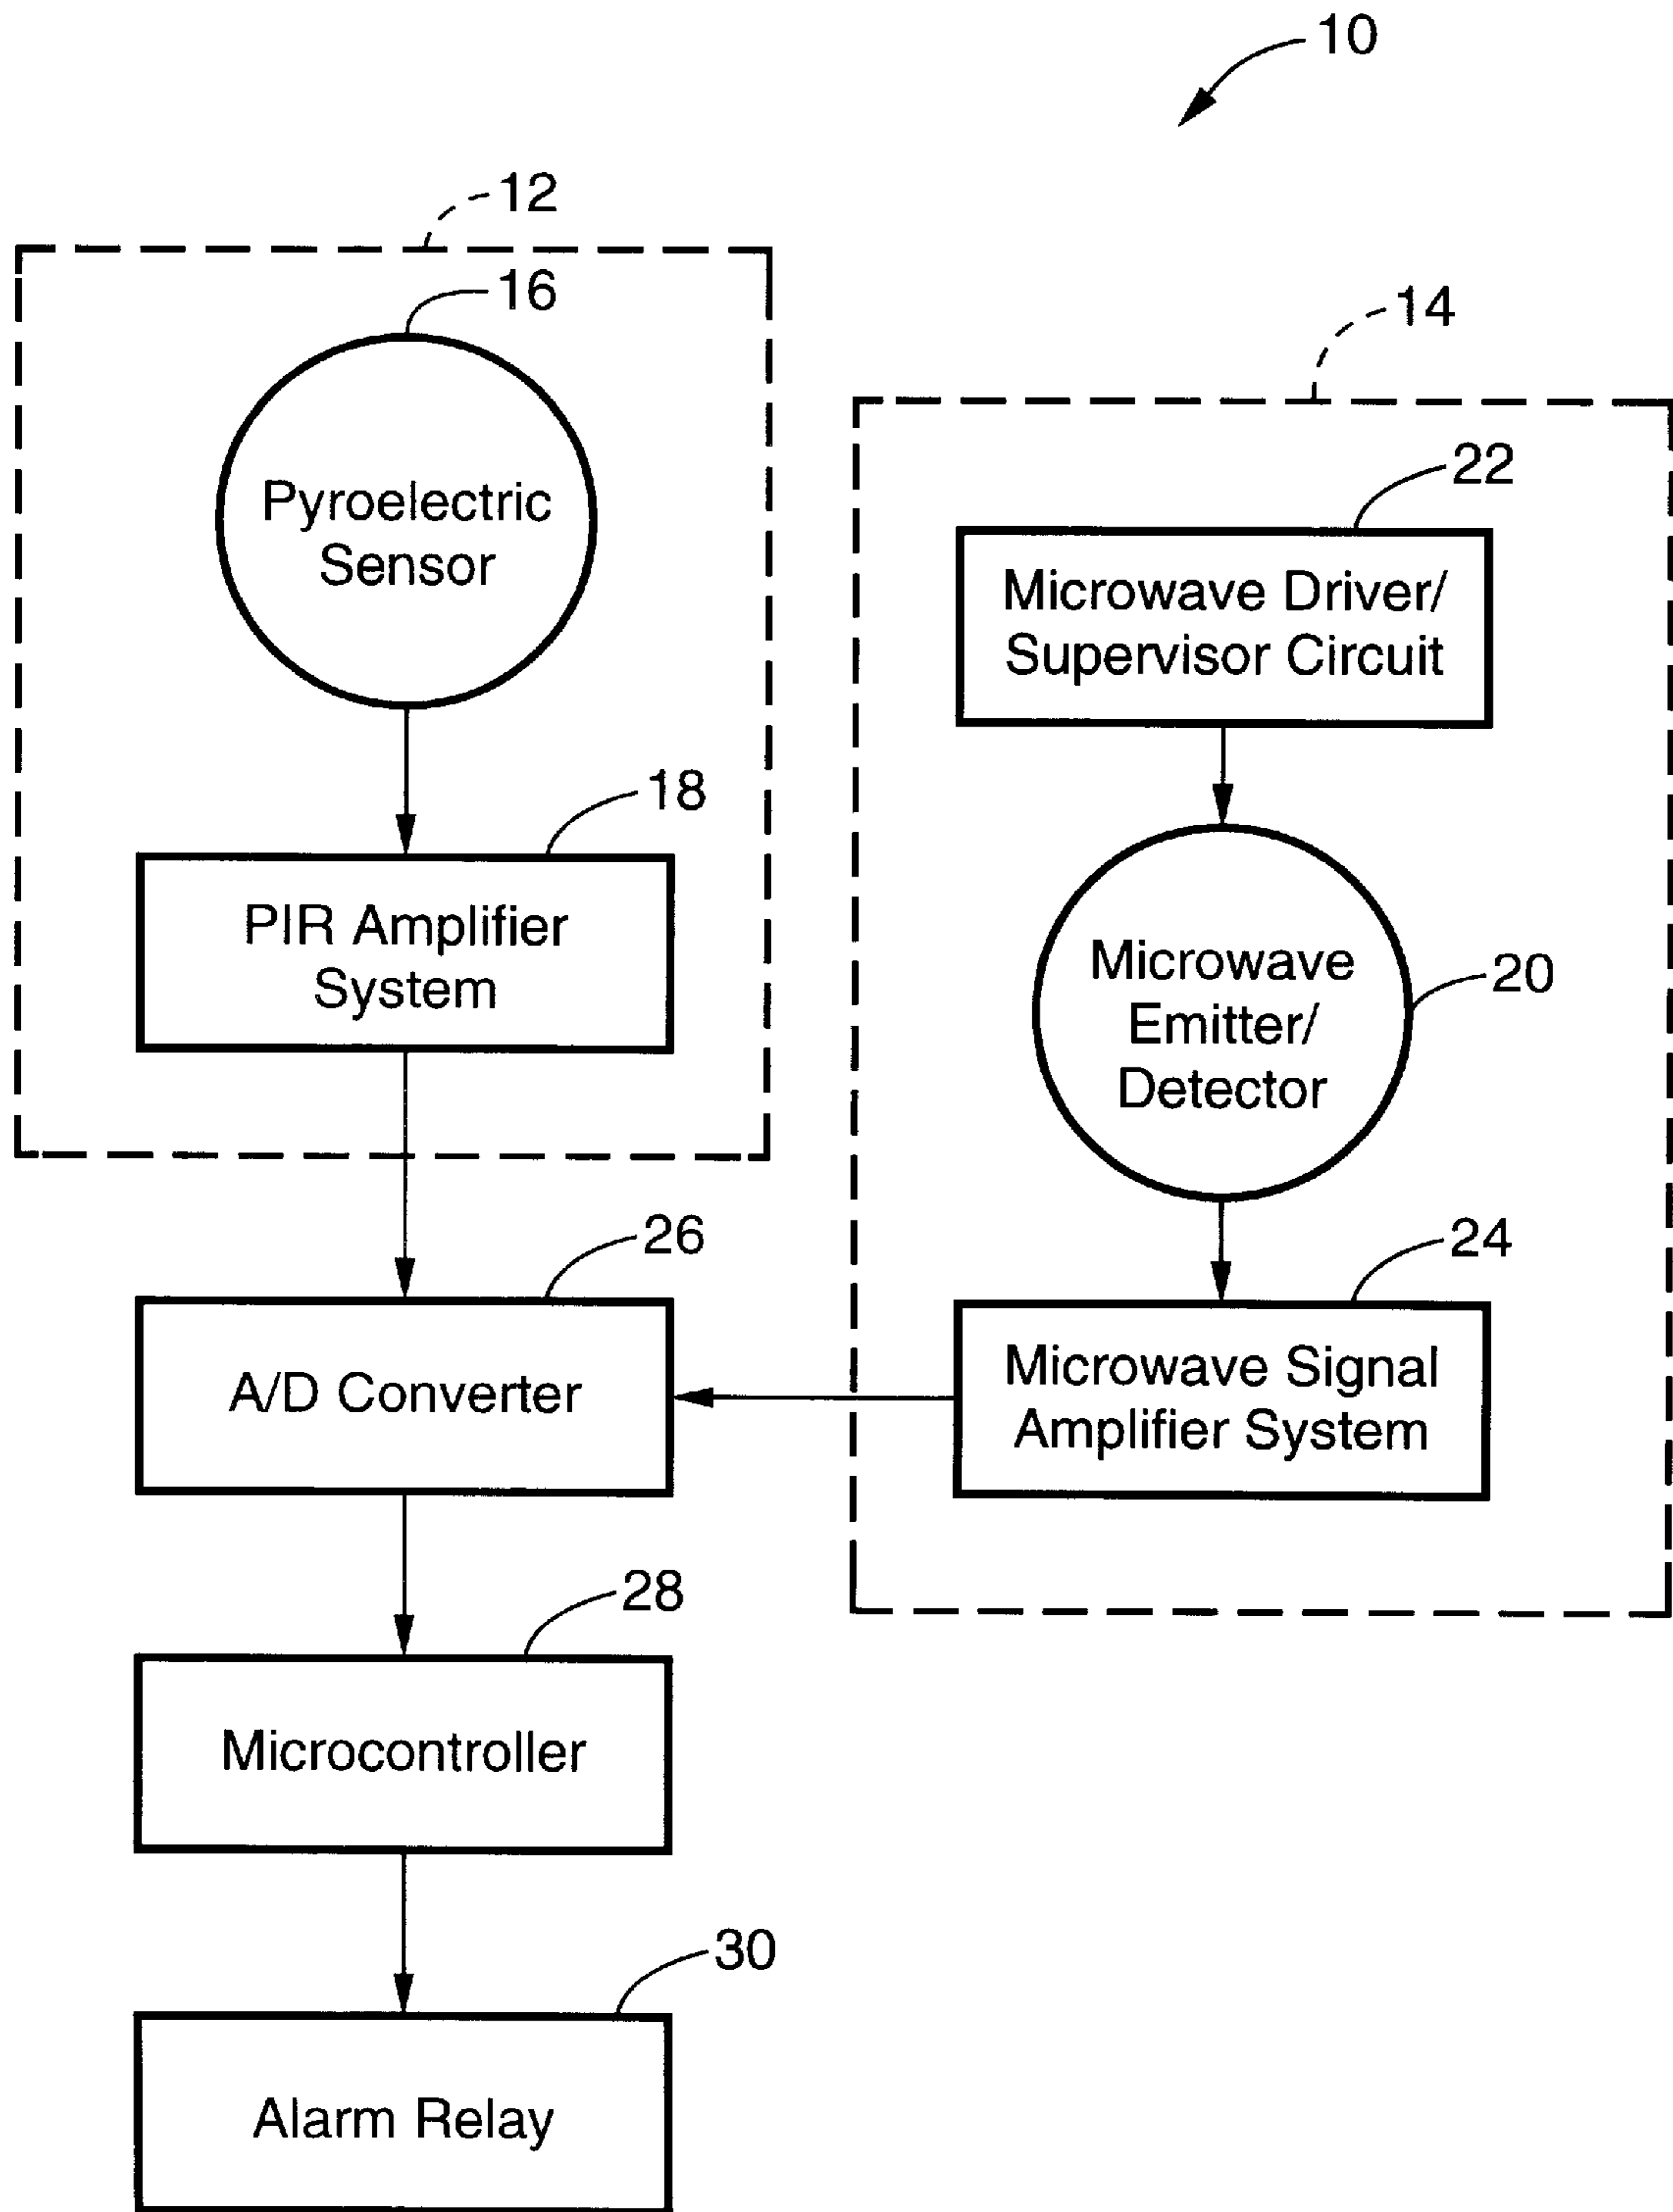 10
12
16
Pyroelectric
Sensor
18
PIR Amplifier
System
14
22
Microwave Driver/
Supervisor Circuit
20
Microwave
Emitter/
Detector
24
Microwave Signal
Amplifier System
26
A/D Converter
28
Microcontroller
30
Alarm Relay